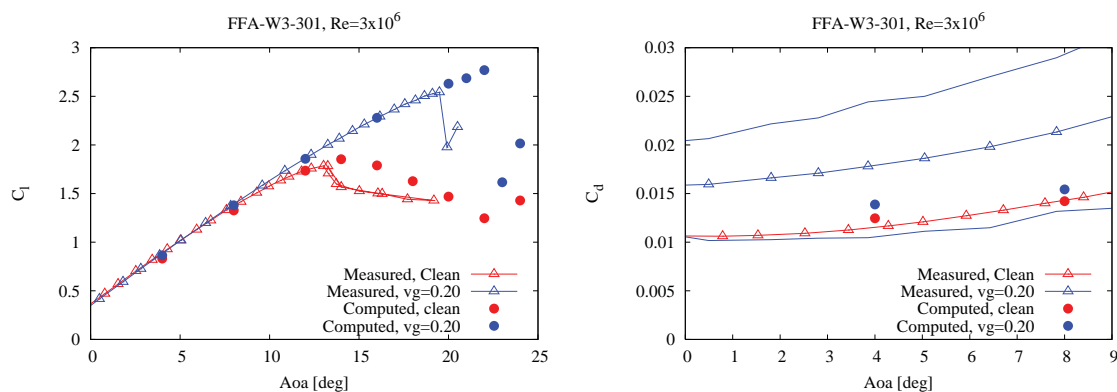 FFA-W3-301, Re=3x10⁶
3
2.5
2
1.5
1
0.5
0
0 5 10 15 20 25
C_l
Aoa [deg]
Measured, Clean
Measured, vg=0.20
Computed, clean
Computed, vg=0.20
FFA-W3-301, Re=3x10⁶
0.03
0.025
0.02
0.015
0.01
0.005
0
0 1 2 3 4 5 6 7 8 9
C_d
Aoa [deg]
Measured, Clean
Measured, vg=0.20
Computed, clean
Computed, vg=0.20